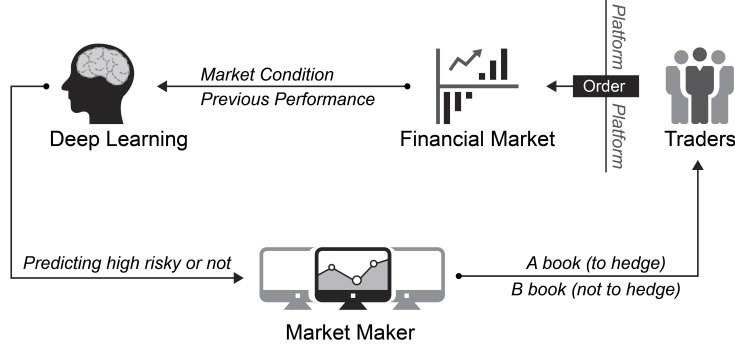 Platform
Order
Platform
Market Condition
Previous Performance
Deep Learning
Financial Market
Traders
Predicting high risky or not
A book (to hedge)
B book (not to hedge)
Market Maker